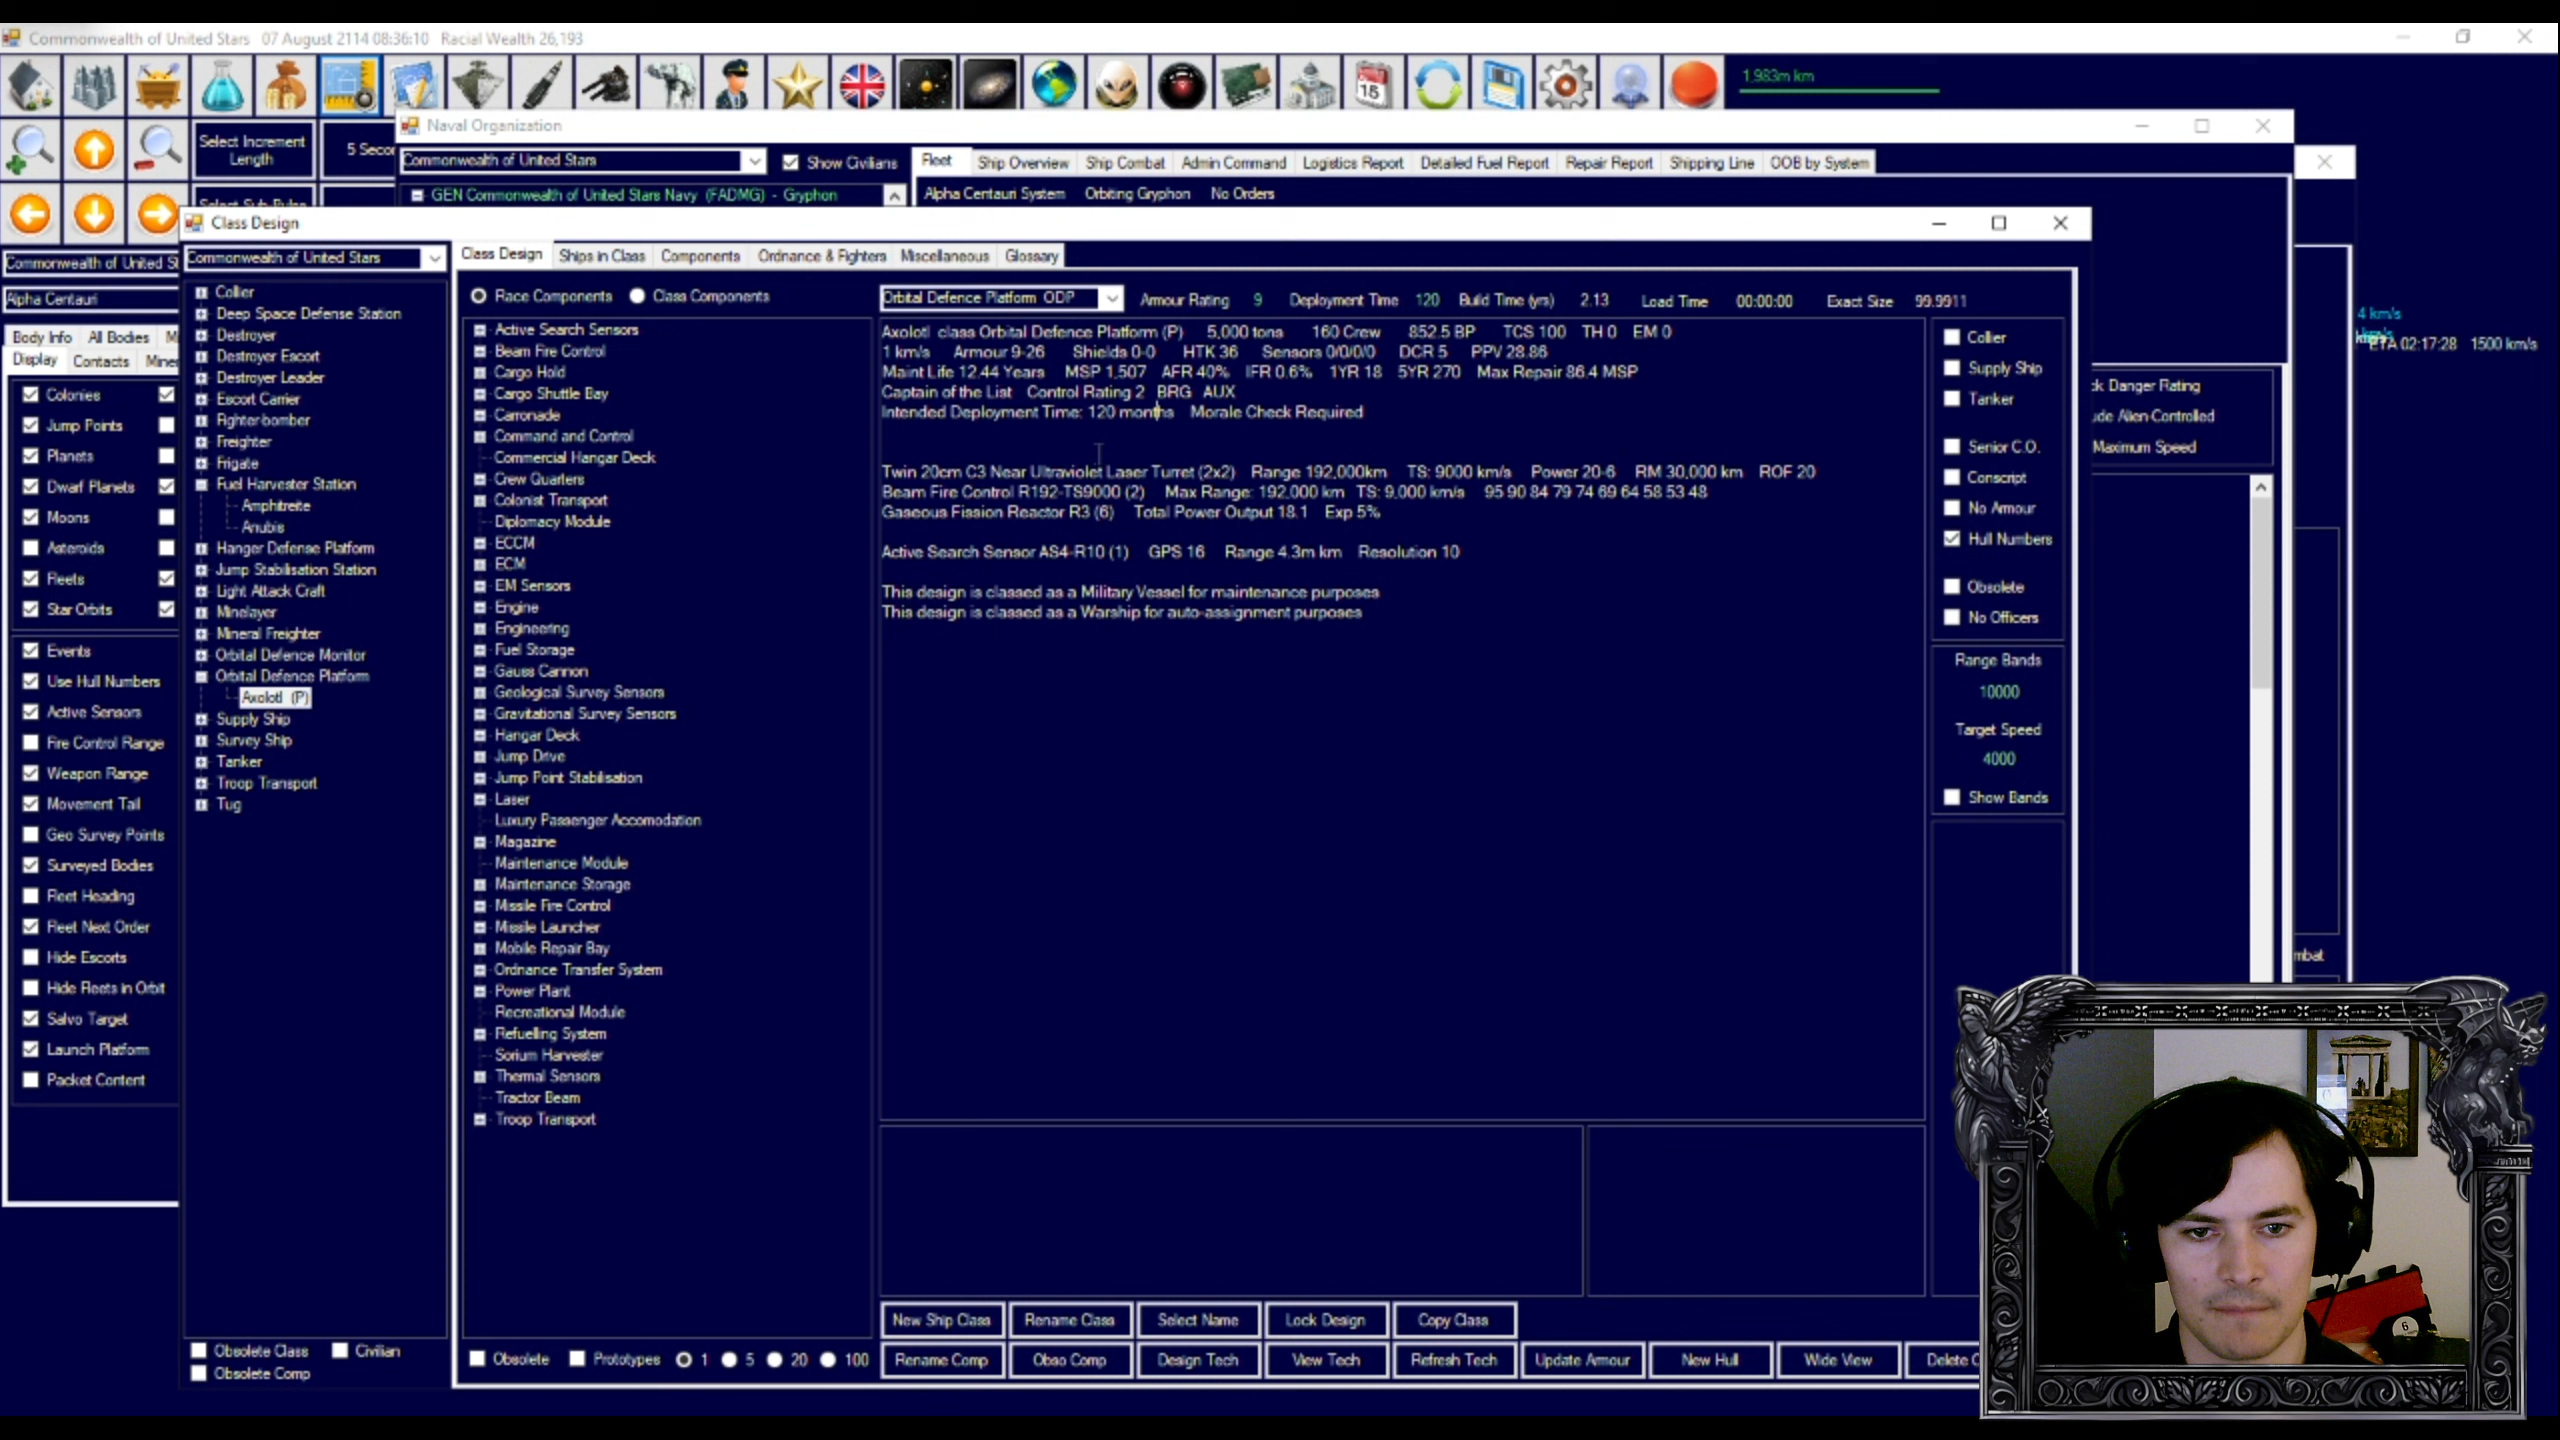 Commonwealth of United Stars 07 August 2114 08:36:10 Racial Wealth 26,193
1,983m km
Select Increment Length
5 Secon
Naval Organization
Commonwealth of United Stars
Show Civilians
Fleet Ship Overview Ship Combat Admin Command Logistics Report Detailed Fuel Report Repair Report Shipping Line OOB by System
GEN Commonwealth of United Stars Navy (FADMG) - Gryphon
Alpha Centauri System Orbiting Gryphon No Orders
Class Design
Commonwealth of United St
Alpha Centauri
Body Info All Bodies M
Display Contacts Miner
Colonies
Jump Points
Planets
Dwarf Planets
Moons
Asteroids
Fleets
Star Orbits
Events
Use Hull Numbers
Active Sensors
Fire Control Range
Weapon Range
Movement Tail
Geo Survey Points
Surveyed Bodies
Fleet Heading
Fleet Next Order
Hide Escorts
Hide Fleets in Orbit
Salvo Target
Launch Platform
Packet Content
Commonwealth of United Stars
Collier
Deep Space Defense Station
Destroyer
Destroyer Escort
Destroyer Leader
Escort Carrier
Fighter-bomber
Freighter
Frigate
Fuel Harvester Station
Amphitreite
Anubis
Hanger Defense Platform
Jump Stabilisation Station
Light Attack Craft
Minelayer
Mineral Freighter
Orbital Defence Monitor
Orbital Defence Platform
Axolotl (P)
Supply Ship
Survey Ship
Tanker
Troop Transport
Tug
Obsolete Class Civilian
Obsolete Comp
Class Design Ships in Class Components Ordnance & Fighters Miscellaneous Glossary
Race Components Class Components
Active Search Sensors
Beam Fire Control
Cargo Hold
Cargo Shuttle Bay
Carronade
Command and Control
Commercial Hangar Deck
Crew Quarters
Colonist Transport
Diplomacy Module
ECCM
ECM
EM Sensors
Engine
Engineering
Fuel Storage
Gauss Cannon
Geological Survey Sensors
Gravitational Survey Sensors
Hangar Deck
Jump Drive
Jump Point Stabilisation
Laser
Luxury Passenger Accomodation
Magazine
Maintenance Module
Maintenance Storage
Missile Fire Control
Missile Launcher
Mobile Repair Bay
Ordnance Transfer System
Power Plant
Recreational Module
Refuelling System
Sorium Harvester
Thermal Sensors
Tractor Beam
Troop Transport
Obsolete Prototypes 1 5 20 100
Orbital Defence Platform ODP Armour Rating 9 Deployment Time 120 Build Time (yrs) 2.13 Load Time 00:00:00 Exact Size 99.9911
Axolotl class Orbital Defence Platform (P) 5,000 tons 160 Crew 852.5 BP TCS 100 TH 0 EM 0
1 km/s Armour 9-26 Shields 0-0 HTK 36 Sensors 0/0/0/0 DCR 5 PPV 28.86
Maint Life 12.44 Years MSP 1,507 AFR 40% IFR 0.6% 1YR 18 5YR 270 Max Repair 86.4 MSP
Captain of the List Control Rating 2 BRG AUX
Intended Deployment Time: 120 months Morale Check Required
Twin 20cm C3 Near Ultraviolet Laser Turret (2x2) Range 192,000km TS: 9000 km/s Power 20-6 RM 30,000 km ROF 20
Beam Fire Control R192-TS9000 (2) Max Range: 192,000 km TS: 9,000 km/s 95 90 84 79 74 69 64 58 53 48
Gaseous Fission Reactor R3 (6) Total Power Output 18.1 Exp 5%
Active Search Sensor AS4-R10 (1) GPS 16 Range 4.3m km Resolution 10
This design is classed as a Military Vessel for maintenance purposes
This design is classed as a Warship for auto-assignment purposes
New Ship Class Rename Class Select Name Lock Design Copy Class
Rename Comp Obso Comp Design Tech View Tech Refresh Tech Update Armour New Hull Wide View Delete C
Collier
Supply Ship
Tanker
Senior C.O.
Conscript
No Armour
Hull Numbers
Obsolete
No Officers
Range Bands
10000
Target Speed
4000
Show Bands
ck Danger Rating
ude Alien-Controlled
Maximum Speed
mbat
4 km/s
ETA 02:17:28 1500 km/s
15
6